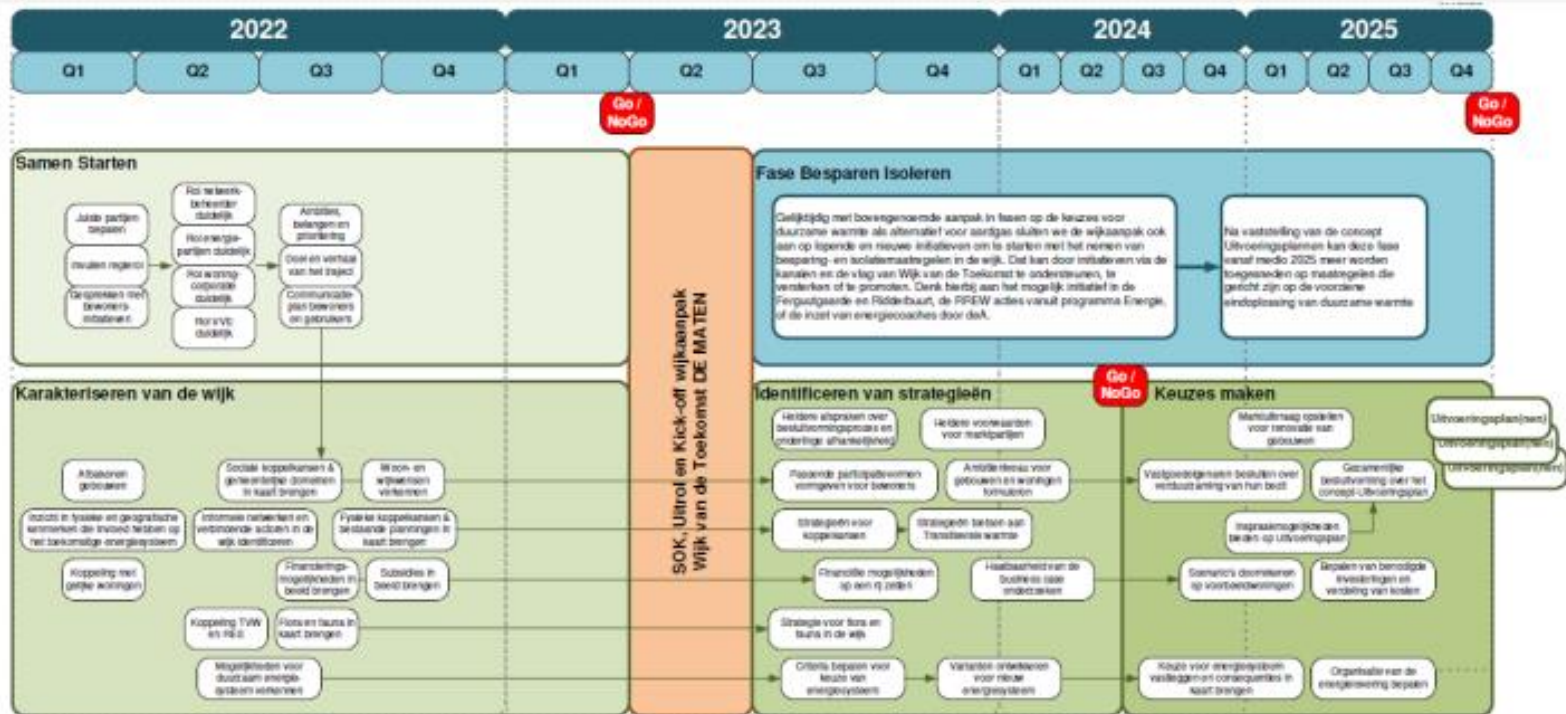 2022
2023
2024
2025
Q1
Q2
Q3
Q4
Q1
Q2
Q3
Q4
Q1
Q2
Q3
Q4
Q1
Q2
Q3
Q4
Go /
NoGo
Go /
NoGo
Samen Starten
Juiste partijen
bepalen
Invullen regierol
Gesprekken met
bewoners-
initiatieven
Rol netwerk-
beheerder
duidelijk
Rol energie-
partijen duidelijk
Rol woning-
corporatie
duidelijk
duidelijk
Ambities,
belangen en
prioritering
Doel en verhaal
van het traject
Communicatie-
plan bewoners
en gebruikers
SOK, Uitrol en Kick-off wijkaanpak
Wijk van de Toekomst DE MATEN
Fase Besparen Isoleren
Gelijktijdig met bovengenoemde aanpak in fasen op de keuzes voor
duurzame warmte als alternatief voor aardgas sluiten we de wijkaanpak ook
aan op lopende en nieuwe initiatieven om te starten met het nemen van
besparing- en isolatiemaatregelen in de wijk. Dat kan door initiatieven via de
kanalen en de vlag van Wijk van de Toekomst te ondersteunen, te
versterken of te promoten. Denk hierbij aan het mogelijk initiatief in de
en Ridderbuurt, de RREW acties vanuit programma Energie,
of de inzet van energiecoaches door deA.
Na vaststelling van de concept
Uitvoeringsplannen kan deze fase
vanaf medio 2025 meer worden
toegesneden op maatregelen die
gericht zijn op de voorziene
eindoplossing van duurzame warmte
Karakteriseren van de wijk
Afbakenen
gebouwen
Sociale koppelkansen &
gemeentelijke domeinen
in kaart brengen
Woon- en
wijkwensen
verkennen
Inzicht in fysieke en geografische
kenmerken die invloed hebben op
het toekomstige energiesysteem
Informele netwerken en
verbindende actoren in de
wijk identificeren
Fysieke koppelkansen &
bestaande planningen in
kaart brengen
Koppeling met
gelijke woningen
Financierings-
mogelijkheden in
beeld brengen
Subsidies in
beeld brengen
Koppeling TVW
en RES
Flora en fauna in
kaart brengen
Mogelijkheden voor
duurzaam energie-
systeem verkennen
Identificeren van strategieën
Heldere afspraken over
besluitvormingsproces en
onderlinge afhankelijkheid
Heldere voorwaarden
voor marktpartijen
Passende participatievormen
vormgeven voor bewoners
Ambitieniveau voor
gebouwen en woningen
formuleren
Strategieën voor
koppelkansen
Strategieën toetsen aan
Transitievisie warmte
Financiële mogelijkheden
op een rij zetten
Haalbaarheid van de
business case
onderzoeken
Strategie voor flora en
fauna in de wijk
Criteria bepalen voor
keuze van
energiesysteem
Varianten ontwikkelen
voor nieuw
energiesysteem
Go /
NoGo
Keuzes maken
Marktuitvraag opstellen
voor renovatie van
gebouwen
Vastgoedeigenaren besluiten over
verduurzaming van hun bezit
Gezamenlijke
besluitvorming over het
concept-Uitvoeringsplan
Inspraakmogelijkheden
bieden op uitvoeringsplan
Scenario's doorrekenen
op voorbeeldwoningen
Bepalen van benodigde
investeringen en
verdeling van kosten
Keuze voor energiesysteem
vastleggen en consequenties in
kaart brengen
Organisatie van de
energielevering bepalen
Uitvoeringsplan(nen)
Uitvoeringsplan(nen)
Uitvoeringsplan(nen)